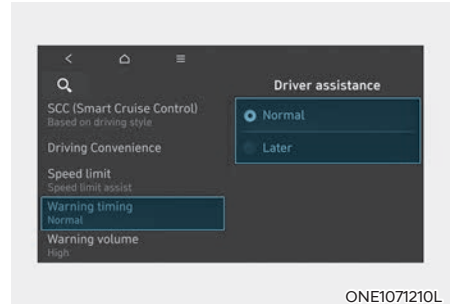 Driver assistance
SCC (Smart Cruise Control)
Based on driving style
Driving Convenience
Speed limit
Speed limit assist
Warning timing
Normal
Warning volume
High
Normal
Later
ONE1071210L